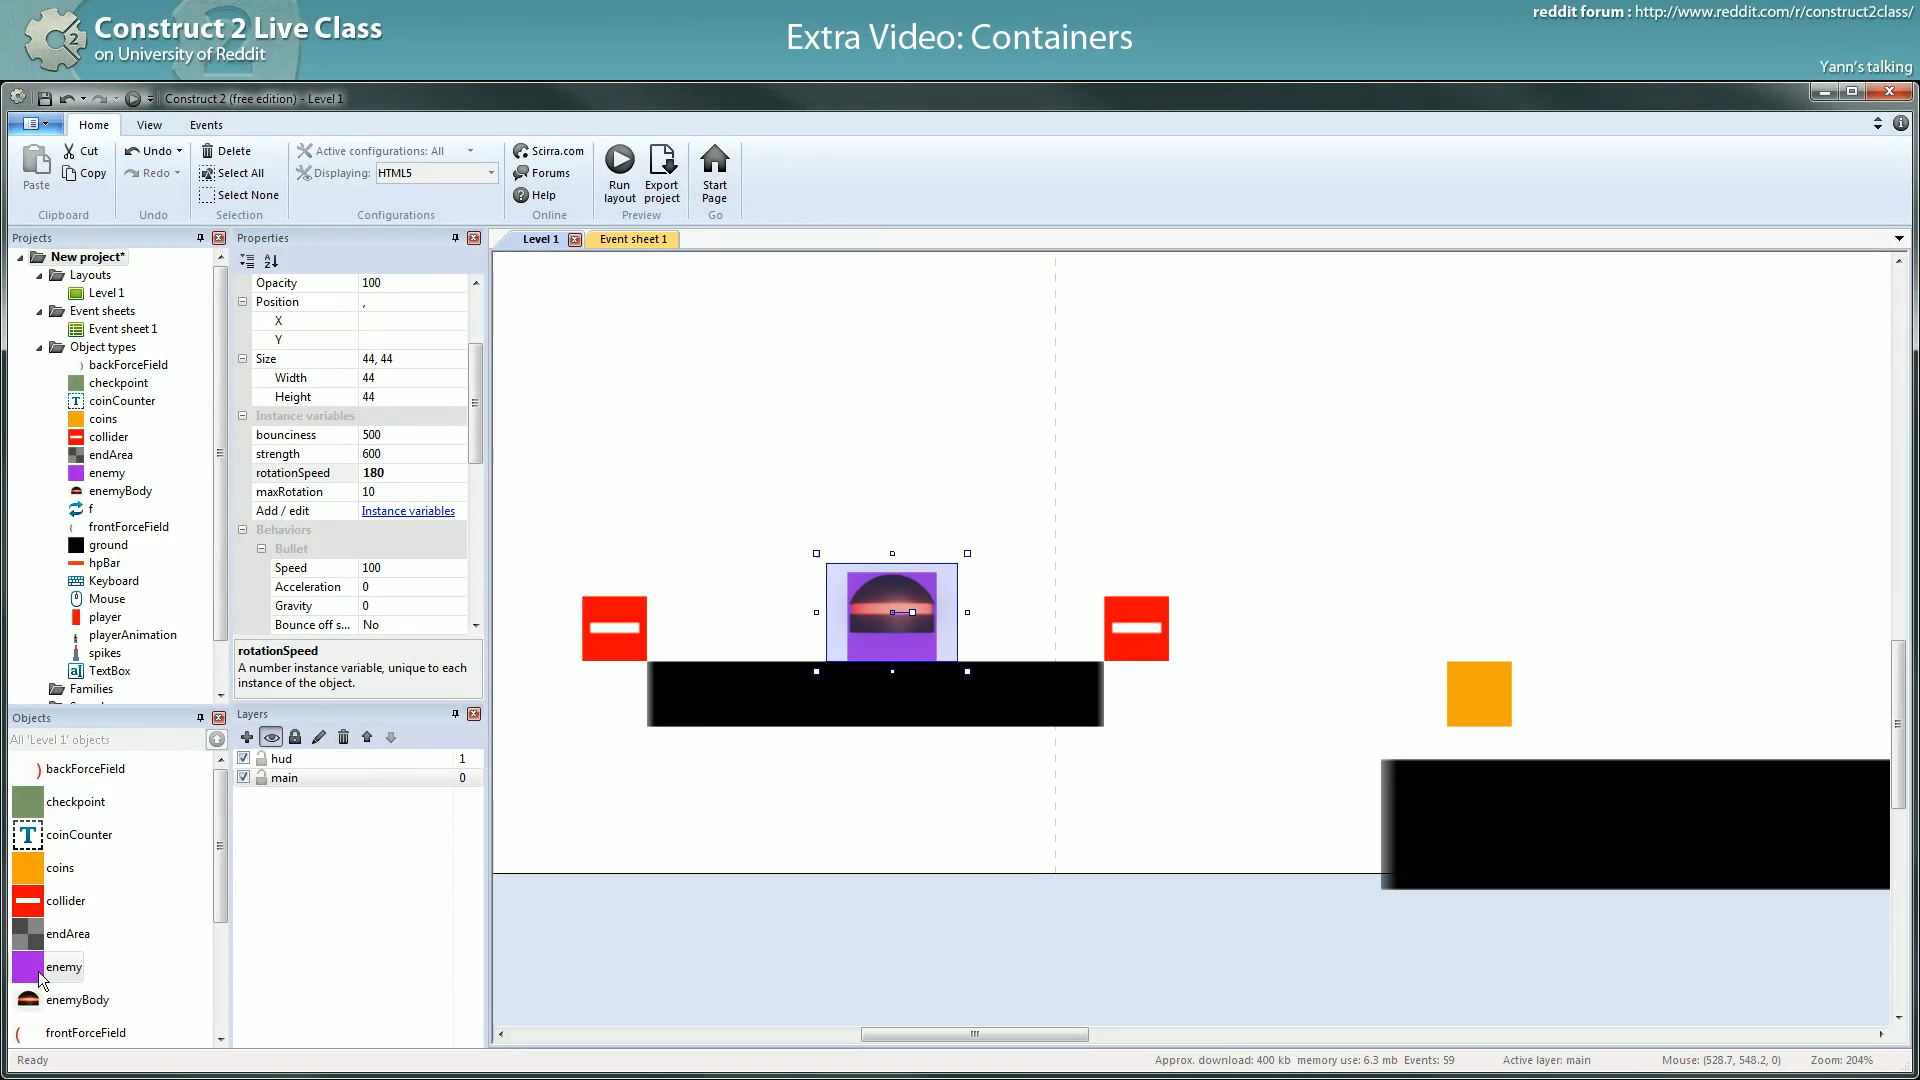 Construct 2 Live Class
on University of Reddit
Extra Video: Containers
reddit forum : http://www.reddit.com/r/construct2class/
Yann's talking
Construct 2 (free edition) - Level 1
Home
View
Events
Paste
Cut
Copy
Clipboard
Undo
Redo
Undo
Delete
Select All
Select None
Selection
Active configurations: All
Displaying:
HTML5
Configurations
Scirra.com
Forums
Help
Online
Run layout
Export project
Preview
Start Page
Go
Projects
New project*
Layouts
Level 1
Event sheets
Event sheet 1
Object types
backForceField
checkpoint
coinCounter
coins
collider
endArea
enemy
enemyBody
f
frontForceField
ground
hpBar
Keyboard
Mouse
player
playerAnimation
spikes
TextBox
Families
Properties
Opacity 100
Position ,
X
Y
Size 44, 44
Width 44
Height 44
Instance variables
bounciness 500
strength 600
rotationSpeed 180
maxRotation 10
Add / edit Instance variables
Behaviors
Bullet
Speed 100
Acceleration 0
Gravity 0
Bounce off s... No
rotationSpeed
A number instance variable, unique to each
instance of the object.
Level 1
Event sheet 1
Objects
All 'Level 1' objects
backForceField
checkpoint
coinCounter
coins
collider
endArea
enemy
enemyBody
frontForceField
Layers
hud 1
main 0
Ready
Approx. download: 400 kb memory use: 6.3 mb Events: 59
Active layer: main
Mouse: (528.7, 548.2, 0)
Zoom: 204%